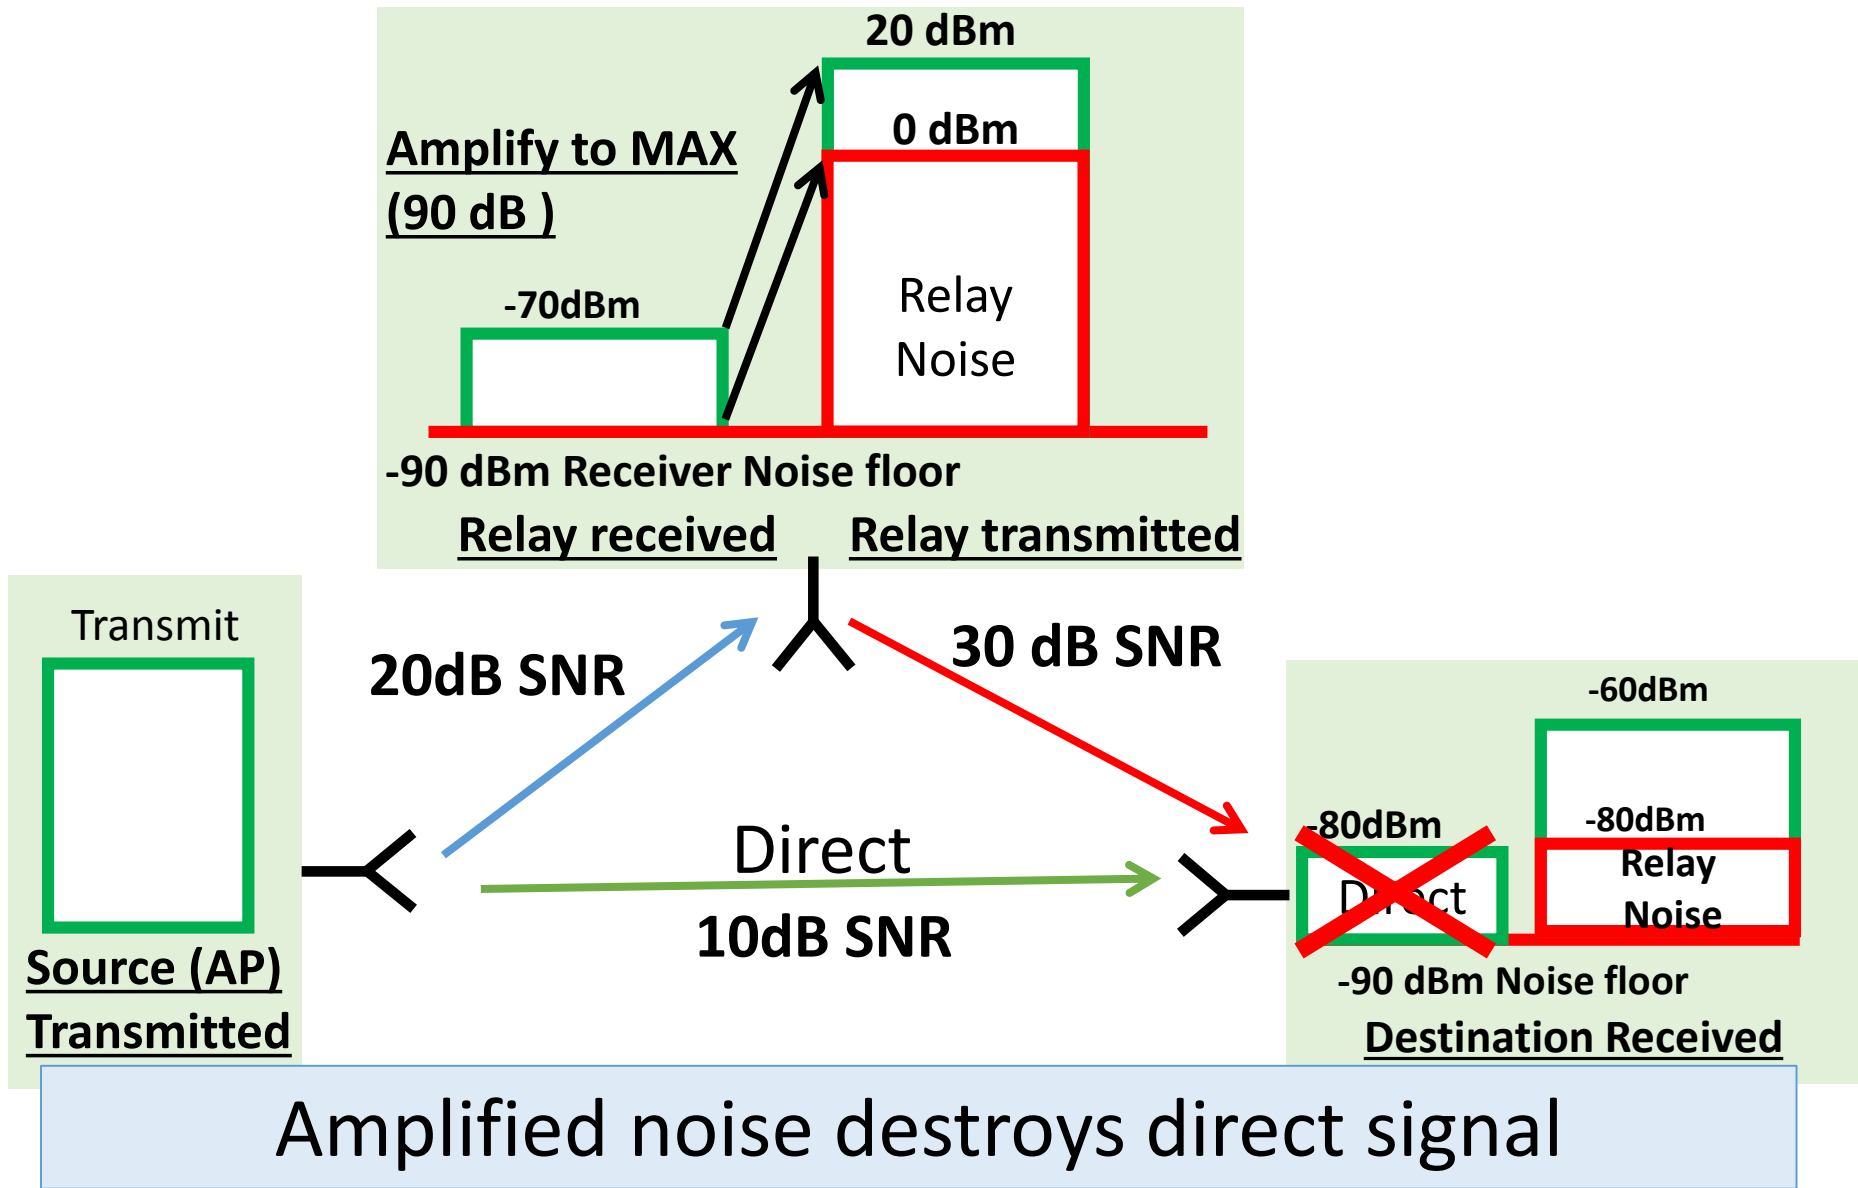 20 dBm
0 dBm
Amplify to MAX
(90 dB )
-70dBm
Relay
Noise
-90 dBm Receiver Noise floor
Relay received
Relay transmitted
Transmit
20dB SNR
30 dB SNR
-60dBm
-80dBm
-80dBm
Relay
Noise
Direct
Direct
10dB SNR
Source (AP)
Transmitted
-90 dBm Noise floor
Destination Received
Amplified noise destroys direct signal